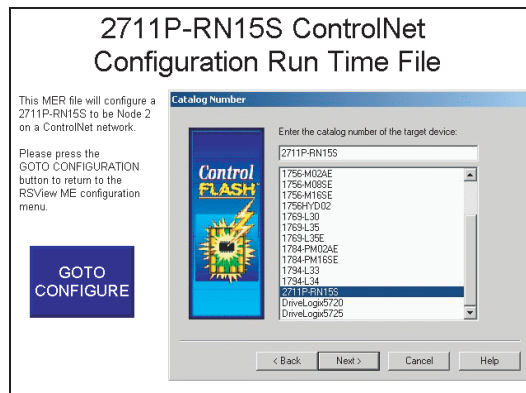 2711P-RN15S ControlNet
Configuration Run Time File
This MER file will configure a
2711P-RN15S to be Node 2
on a ControlNet network.
Please press the
GOTO CONFIGURATION
button to return to the
RSView ME configuration
menu.
GOTO
CONFIGURE
Catalog Number
Control
FLASH
Enter the catalog number of the target device:
2711P-RN15S
1756-M02AE
1756-M08SE
1756-M16SE
1756HYD02
1769-L30
1769-L35
1769-L35E
1784-PM02AE
1784-PM16SE
1794-L33
1794-L34
2711P-RN15S
DriveLogix5720
DriveLogix5725
< Back
Next >
Cancel
Help